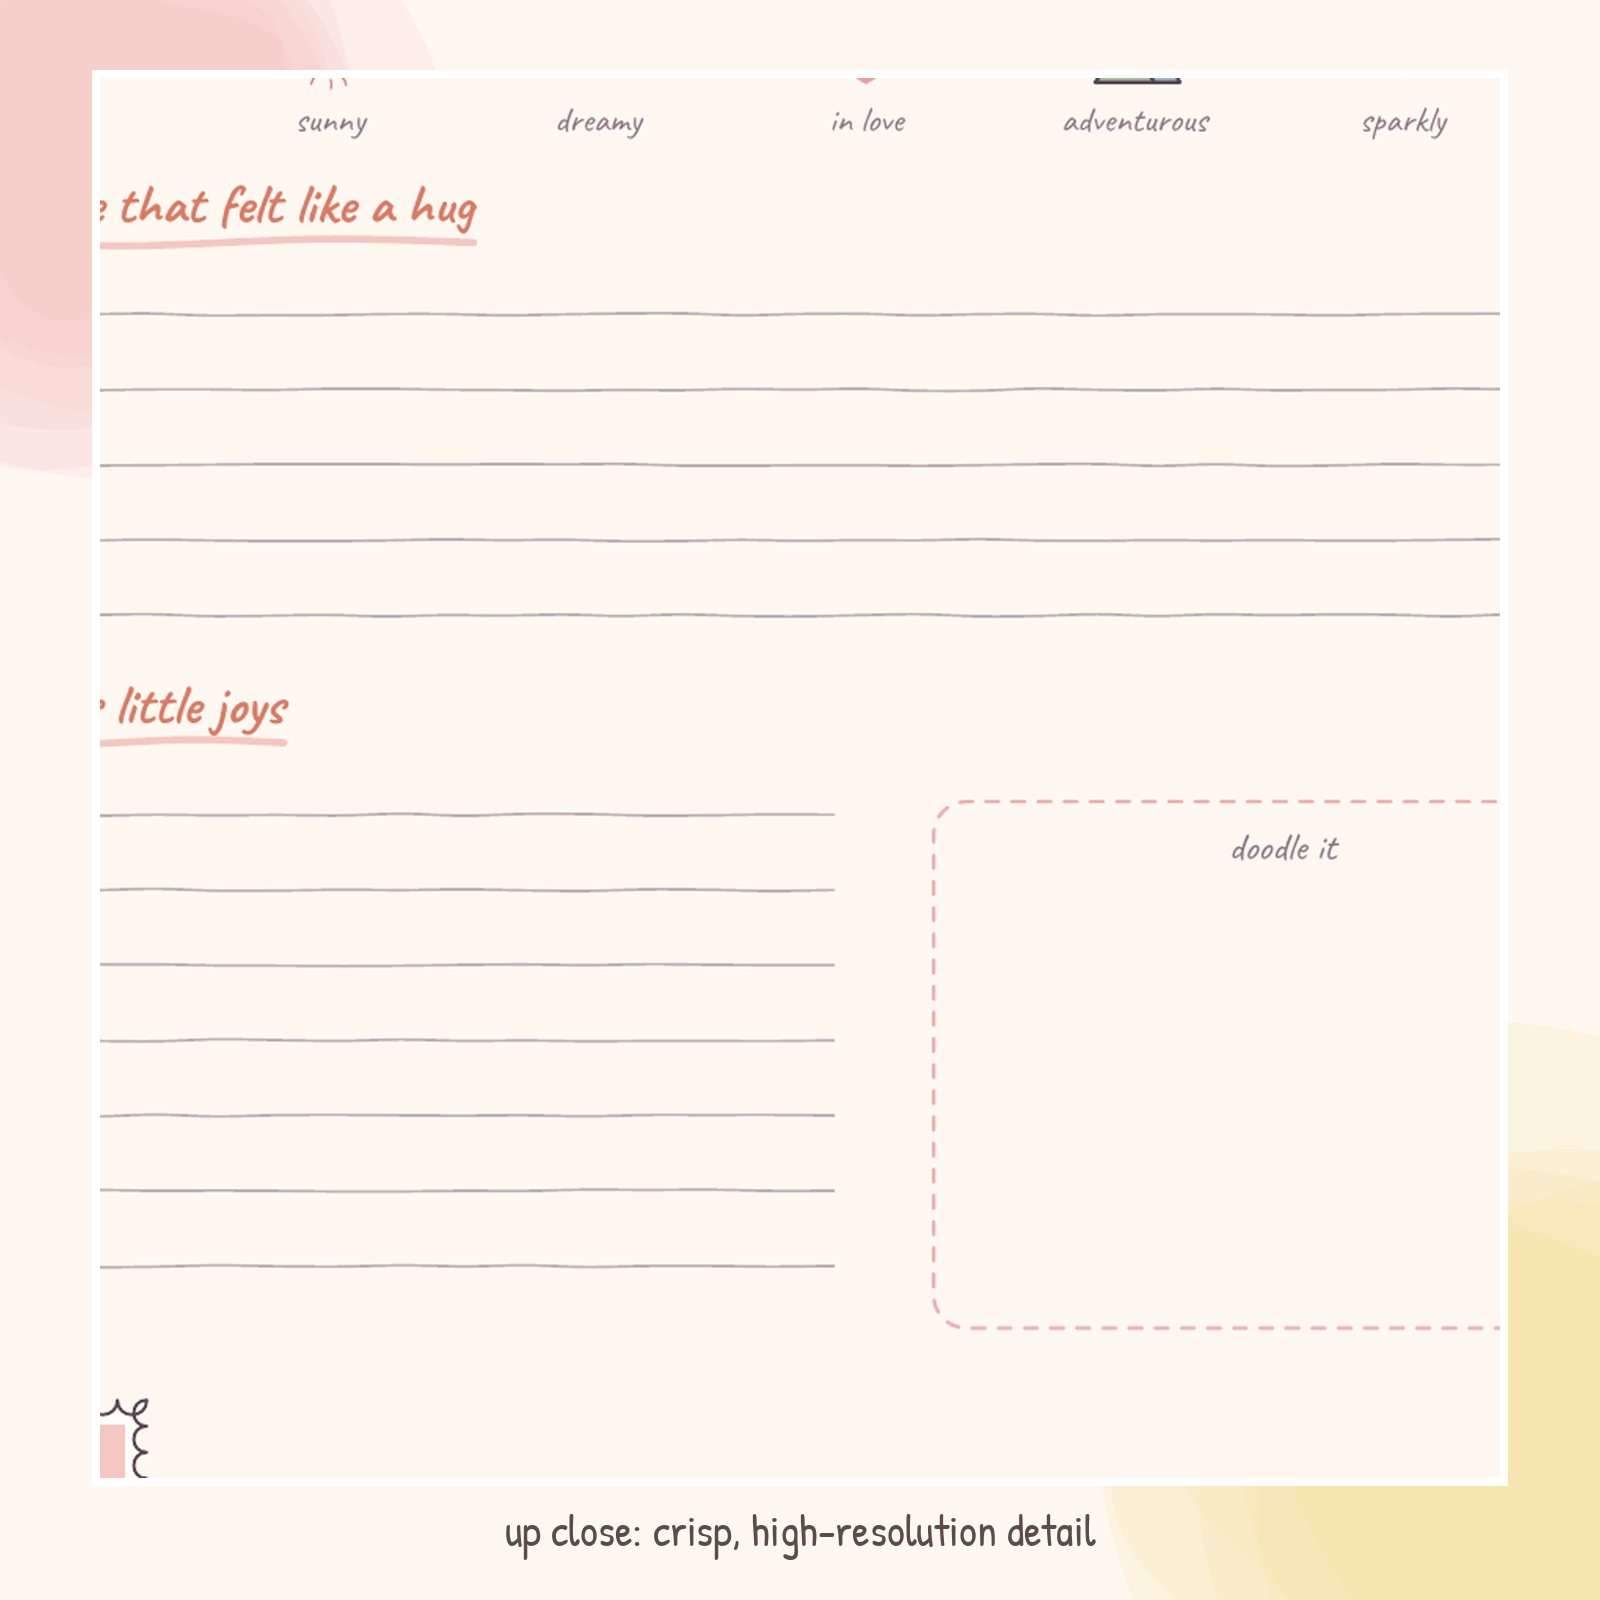 sunny dreamy in love adventurous sparkly
that felt like a hug
little joys
doodle it
up close: crisp, high-resolution detail